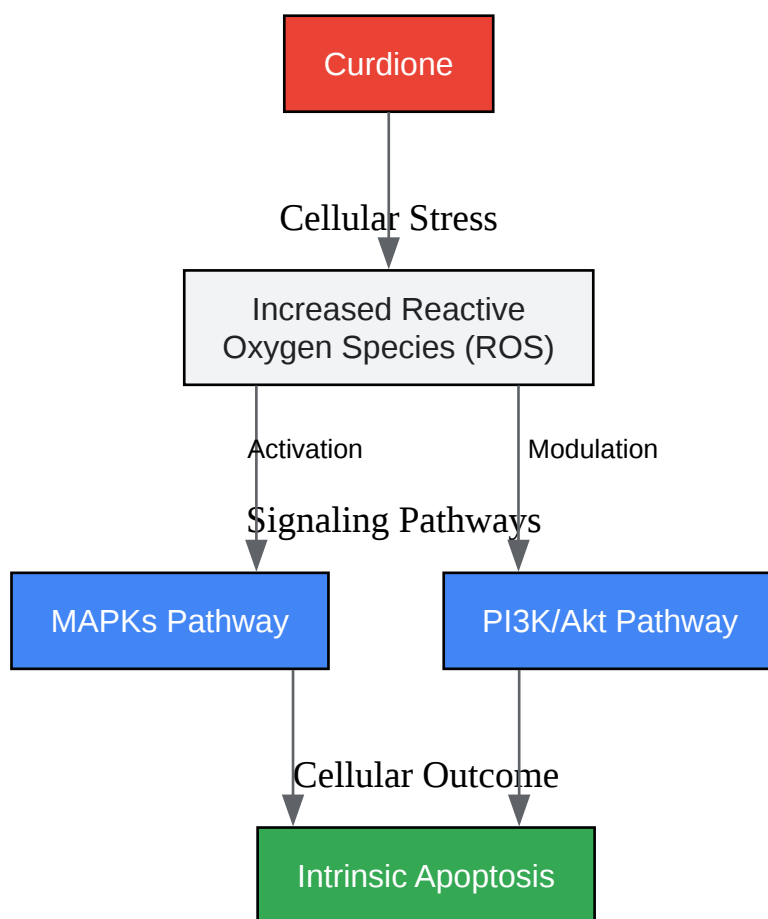 Curdione
Cellular Stress
Increased Reactive
Oxygen Species (ROS)
Activation
Modulation
Signaling Pathways
MAPKs Pathway
PI3K/Akt Pathway
Cellular Outcome
Intrinsic Apoptosis